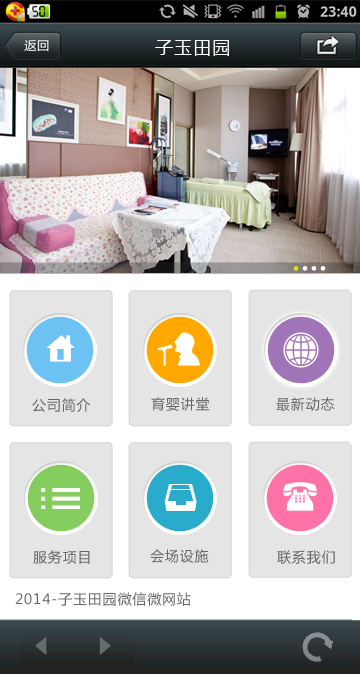 50 23:40
返回 子玉田园
公司简介 育婴讲堂 最新动态
服务项目 会场设施 联系我们
2014-子玉田园微信微网站